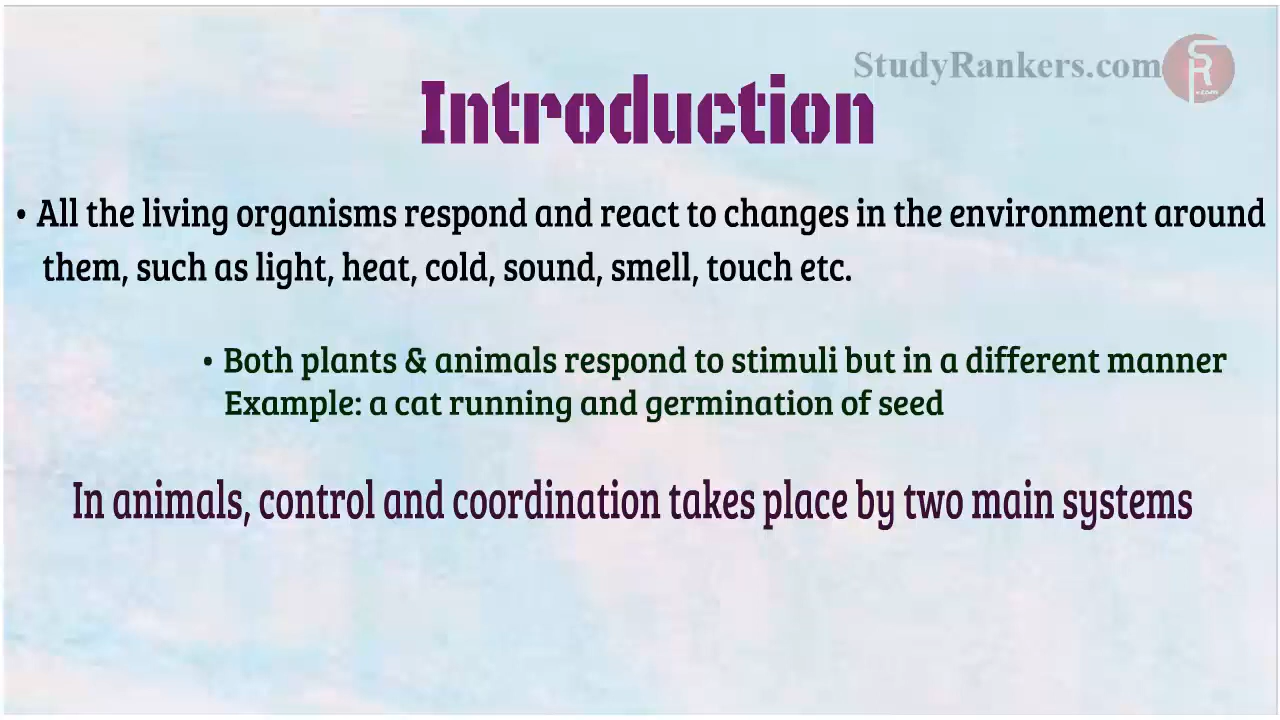 StudyRankers.com
SR
.com
Introduction
• All the living organisms respond and react to changes in the environment around
them, such as light, heat, cold, sound, smell, touch etc.
• Both plants & animals respond to stimuli but in a different manner
Example: a cat running and germination of seed
In animals, control and coordination takes place by two main systems